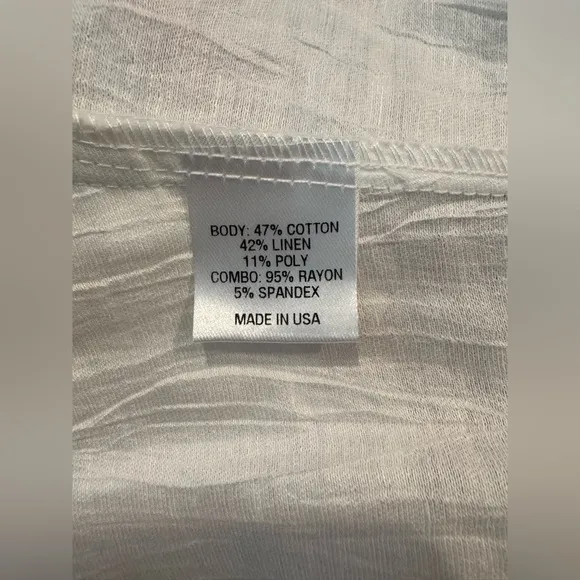 BODY: 47% COTTON
42% LINEN
11% POLY
COMBO: 95% RAYON
5% SPANDEX
MADE IN USA